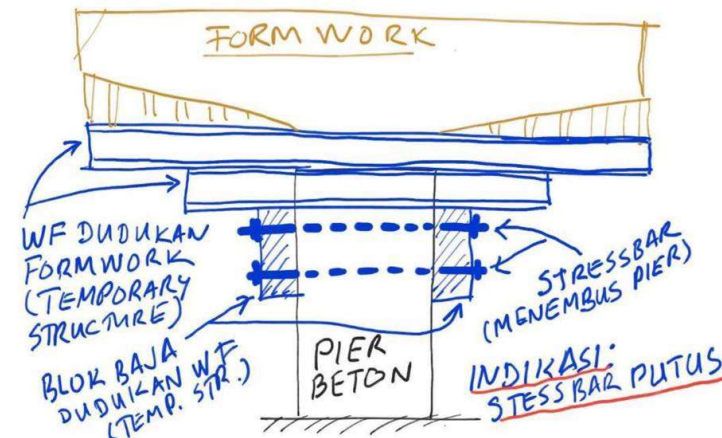 FORMWORK
WF DUDUKAN
FORMWORK
(TEMPORARY
STRUCTURE)
BLOK BAJA
DUDUKAN WF
(TEMP. STR.)
PIER
BETON
STRESSBAR
(MENEMBUS PIER)
INDIKASI:
STESSBAR PUTUS